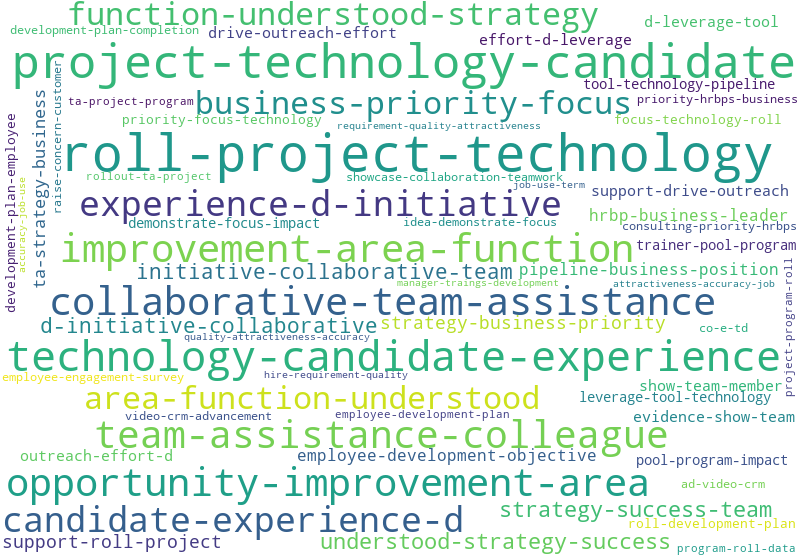 function-understood-strategy
d-leverage-tool
development-plan-completion
drive-outreach-effort
effort-d-leverage
project-technology-candidate
tool-technology-pipeline
ta-project-program
business-priority-focus
priority-hrbps-business
priority-focus-technology
requirement-quality-attractiveness
focus-technology-roll
development-plan-employee
accuracy-job-use
ta-strategy-business
raise-concern-customer
roll-project-technology
rollout-ta-project
showcase-collaboration-teamwork
job-use-term
support-drive-outreach
experience-d-initiative
hrbp-business-leader
demonstrate-focus-impact
idea-demonstrate-focus
consulting-priority-hrbps
improvement-area-function
trainer-pool-program
initiative-collaborative-team
pipeline-business-position
manager-traings-development
attractiveness-accuracy-job
project-program-roll
collaborative-team-assistance
d-initiative-collaborative
strategy-business-priority
co-e-td
quality-attractiveness-accuracy
technology-candidate-experience
employee-engagement-survey
hire-requirement-quality
show-team-member
area-function-understood
leverage-tool-technology
video-crm-advancement
employee-development-plan
evidence-show-team
team-assistance-colleague
outreach-effort-d
employee-development-objective
pool-program-impact
opportunity-improvement-area
ad-video-crm
candidate-experience-d
strategy-success-team
roll-development-plan
support-roll-project
understood-strategy-success
program-roll-data